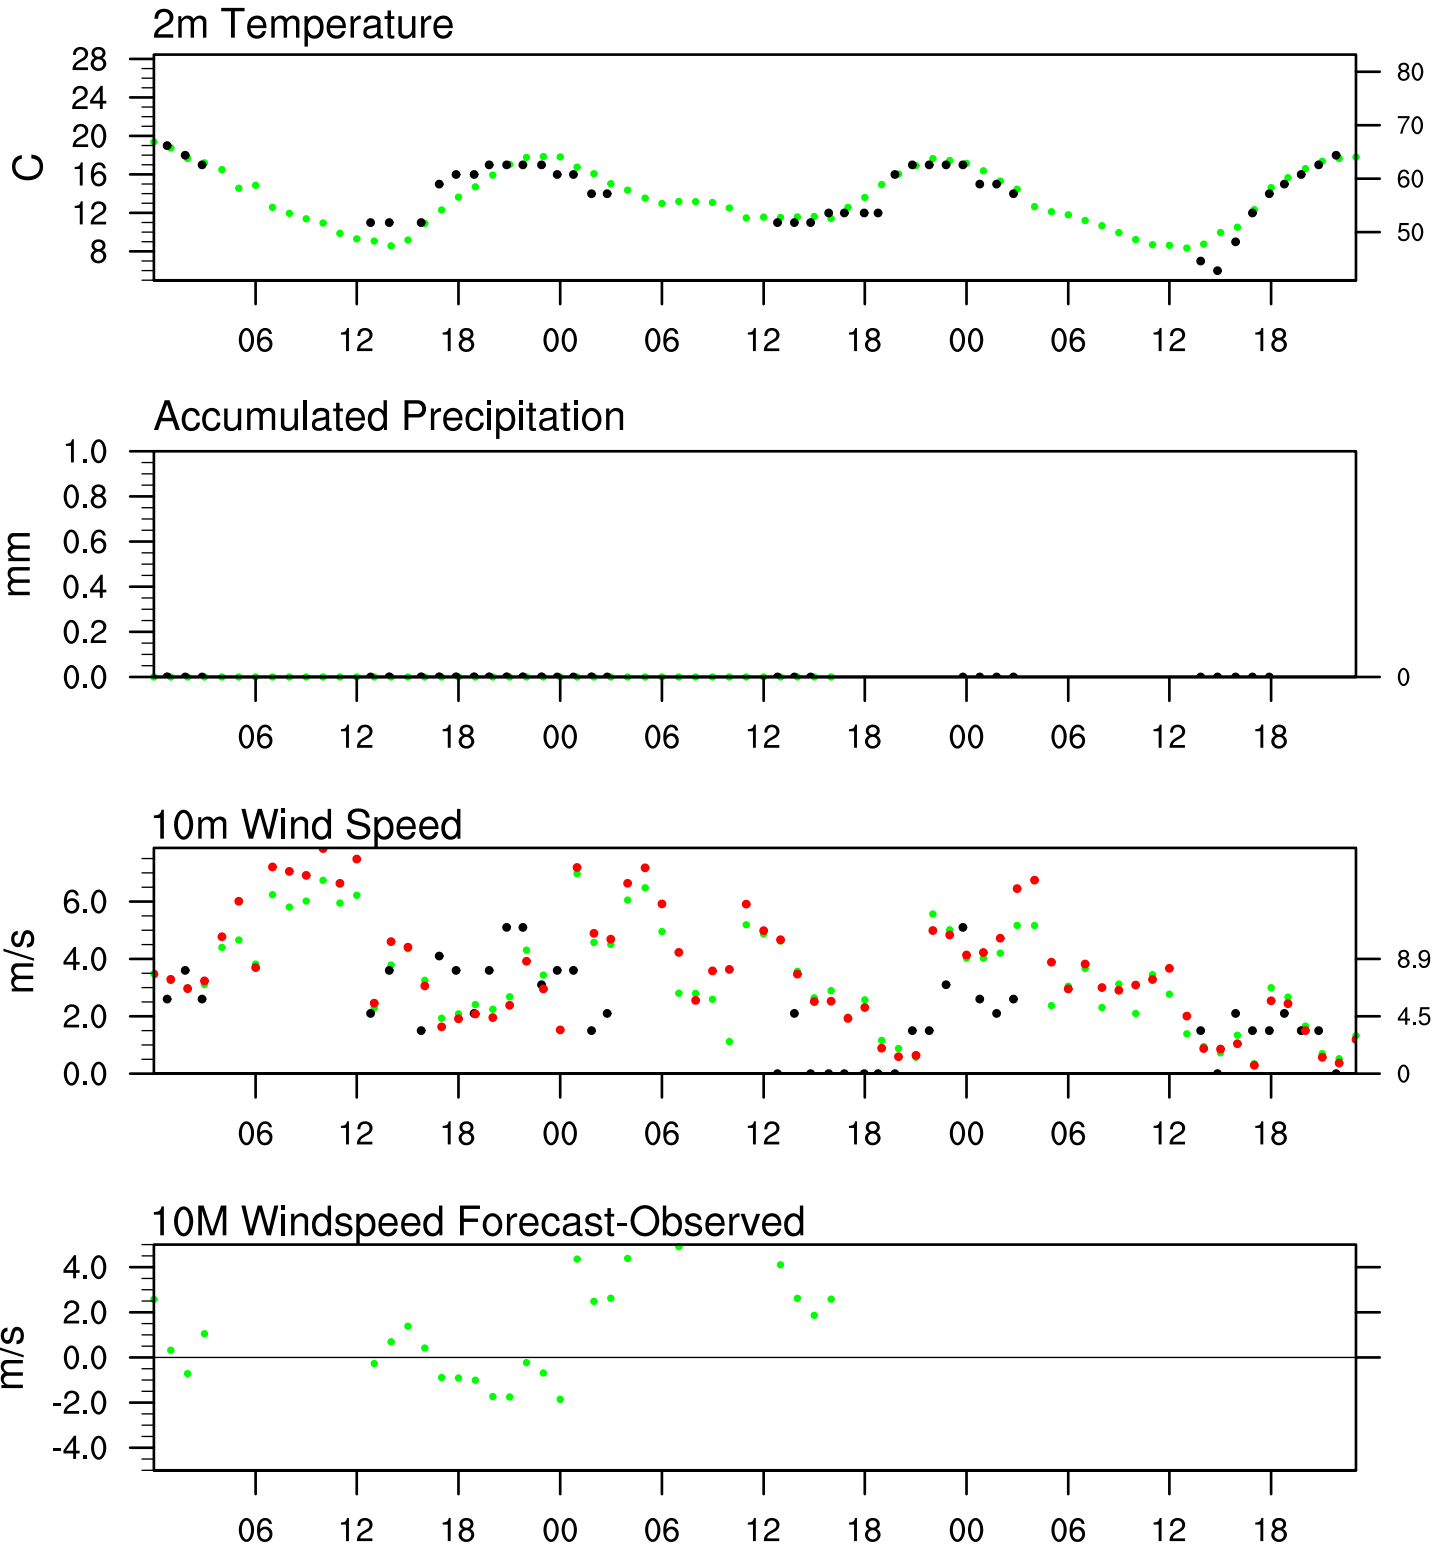 2m Temperature
28
24
20
16
12
8
C
80
70
60
50
06 12 18 00 06 12 18 00 06 12 18
Accumulated Precipitation
1.0
0.8
0.6
0.4
0.2
0.0
mm
0
06 12 18 00 06 12 18 00 06 12 18
10m Wind Speed
6.0
4.0
2.0
0.0
m/s
8.9
4.5
0
06 12 18 00 06 12 18 00 06 12 18
10M Windspeed Forecast-Observed
4.0
2.0
0.0
-2.0
-4.0
m/s
06 12 18 00 06 12 18 00 06 12 18